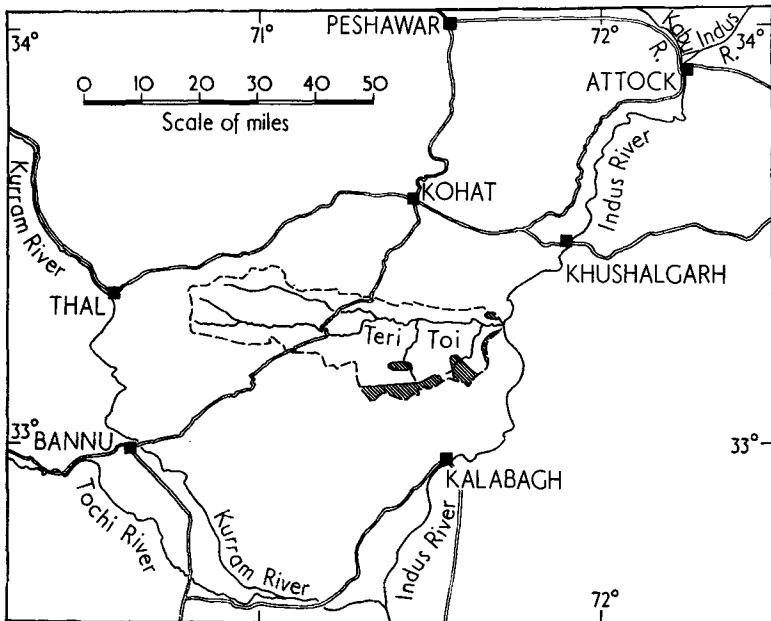 34°
71°
72°
34°
PESHAWAR
Kabul
Indus
R.
R.
ATTOCK
0 10 20 30 40 50
Scale of miles
Kurram River
KOHAT
Indus River
KHUSHALGARH
THAL
Teri Toi
33°
33°
BANNU
KALABAGH
Tochi River
Kurram River
Indus River
71°
72°